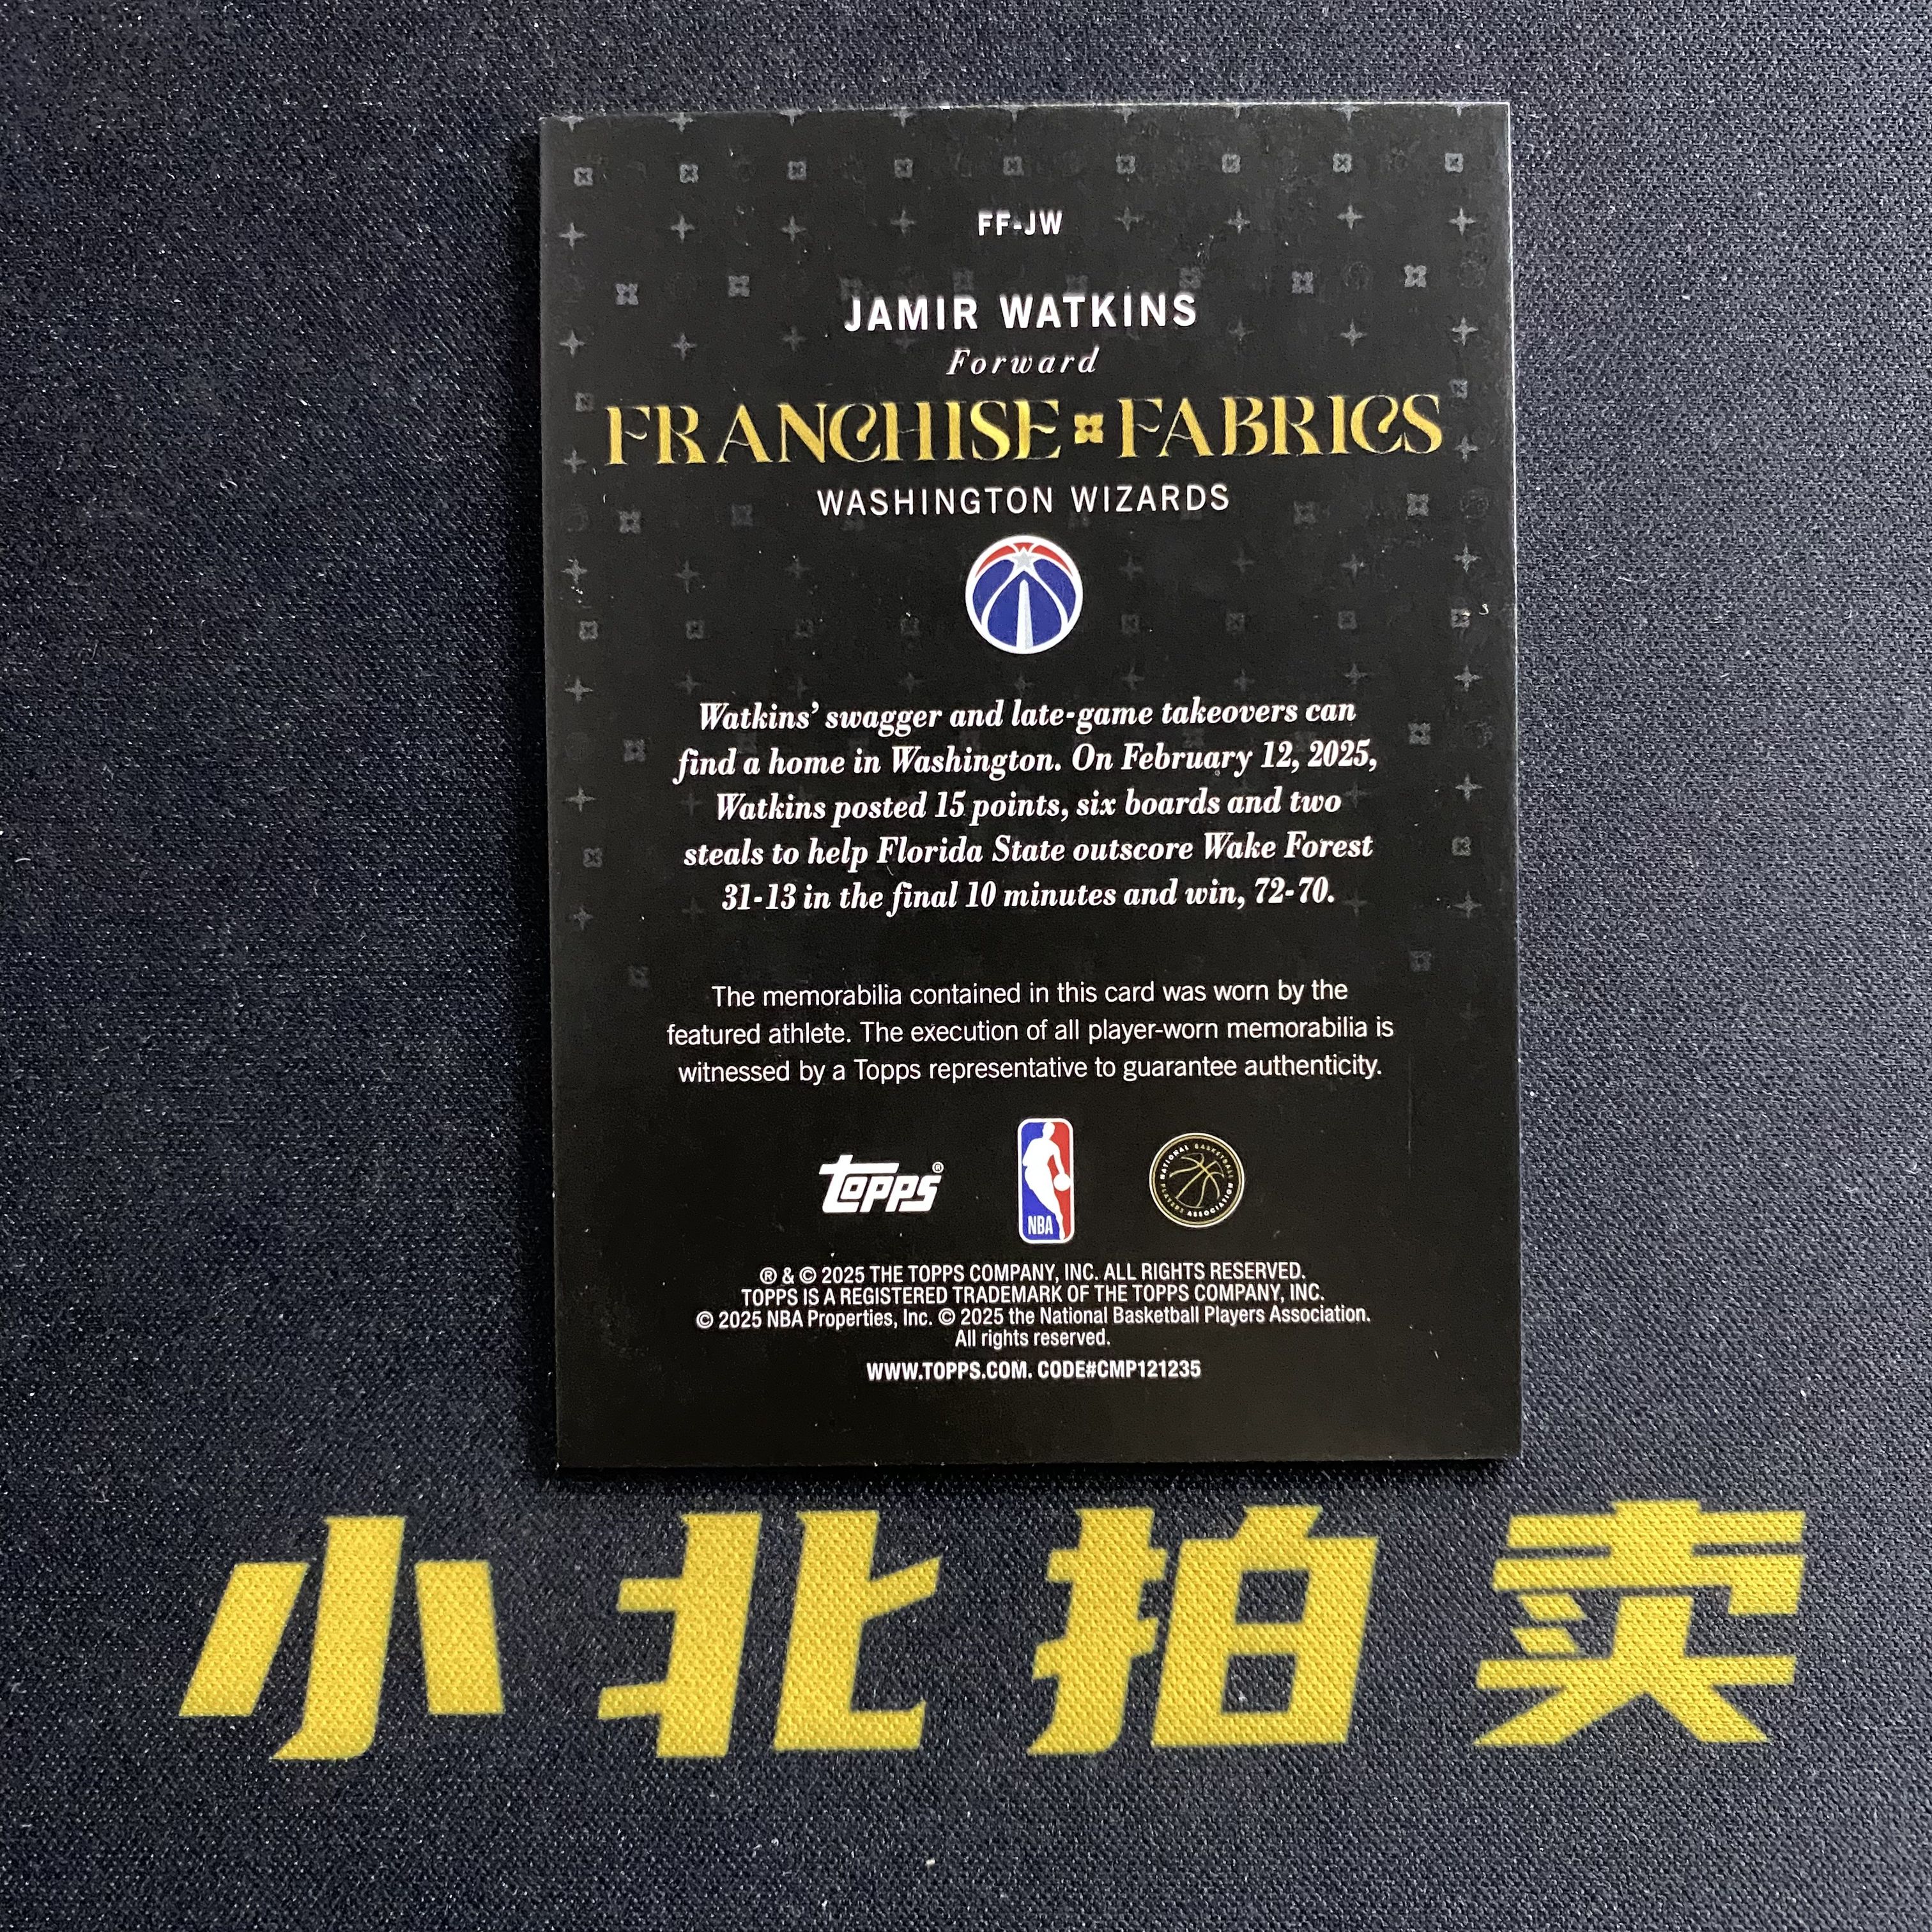 FF-JW
JAMIR WATKINS
Forward
FRANCHISE FABRICS
WASHINGTON WIZARDS
Watkins' swagger and late-game takeovers can
find a home in Washington. On February 12, 2025,
Watkins posted 15 points, six boards and two
steals to help Florida State outscore Wake Forest
31-13 in the final 10 minutes and win, 72-70.
The memorabilia contained in this card was worn by the
featured athlete. The execution of all player-worn memorabilia is
witnessed by a Topps representative to guarantee authenticity.
topps®
NBA
NATIONAL BASKETBALL PLAYERS ASSOCIATION
® & © 2025 THE TOPPS COMPANY, INC. ALL RIGHTS RESERVED.
TOPPS IS A REGISTERED TRADEMARK OF THE TOPPS COMPANY, INC.
© 2025 NBA Properties, Inc. © 2025 the National Basketball Players Association.
All rights reserved.
WWW.TOPPS.COM. CODE#CMP121235
小北拍卖